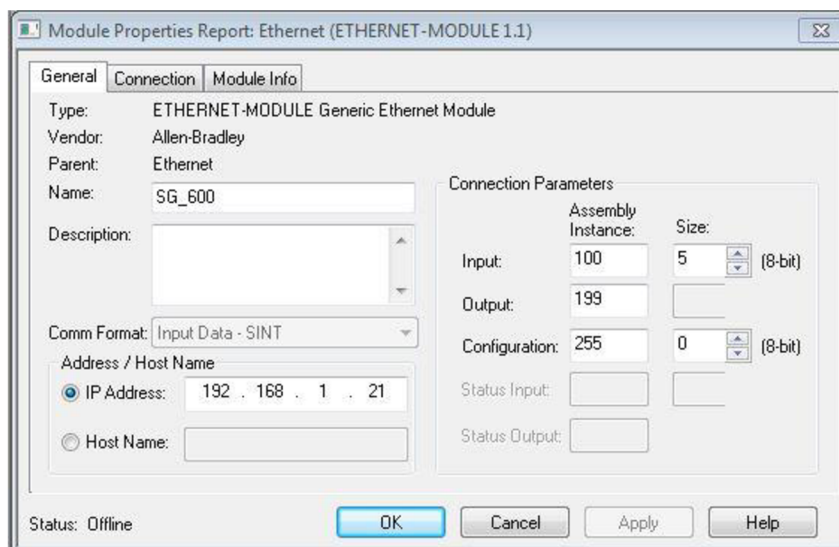 Module Properties Report: Ethernet (ETHERNET-MODULE 1.1)
General Connection Module Info
Type: ETHERNET-MODULE Generic Ethernet Module
Vendor: Allen-Bradley
Parent: Ethernet
Name: SG_600
Description:
Comm Format: Input Data - SINT
Address / Host Name
IP Address: 192 . 168 . 1 . 21
Host Name:
Connection Parameters
Assembly
Instance: Size:
Input: 100 5 (8-bit)
Output: 199
Configuration: 255 0 (8-bit)
Status Input:
Status Output:
Status: Offline OK Cancel Apply Help